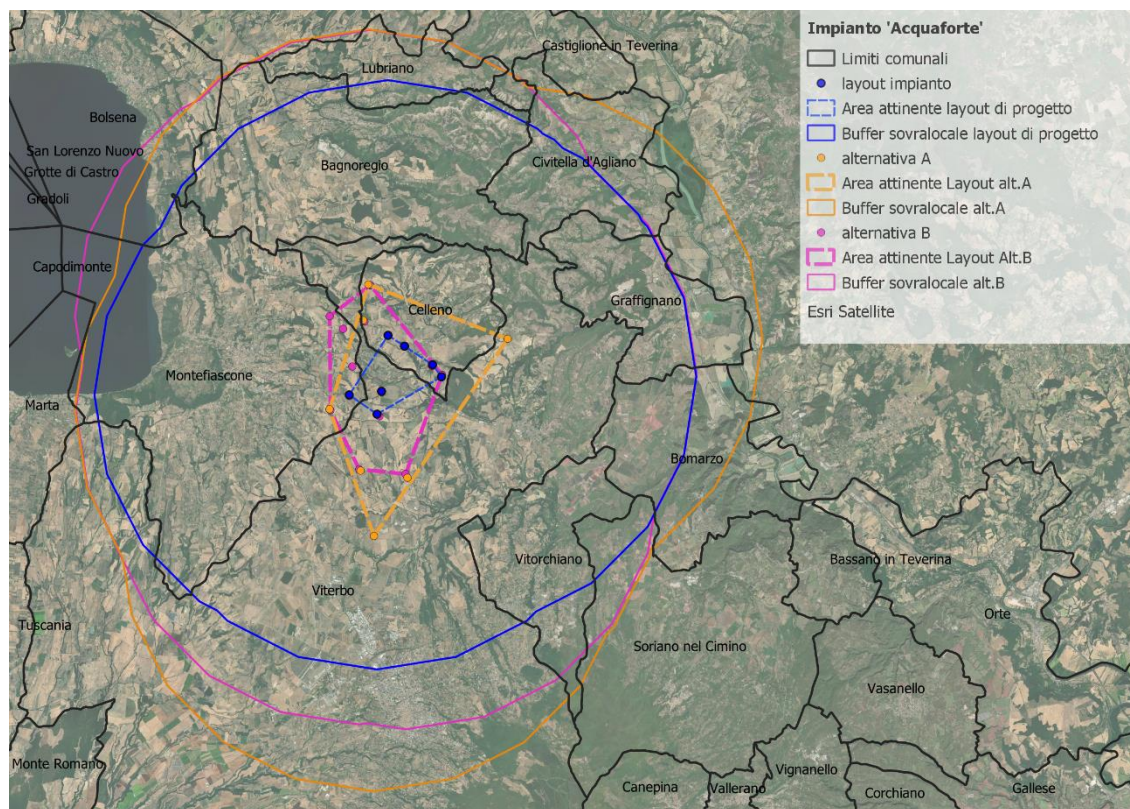 Impianto 'Acquaforte'
Limiti comunali
layout impianto
Area attinente layout di progetto
Buffer sovralocale layout di progetto
alternativa A
Area attinente Layout alt.A
Buffer sovralocale alt.A
alternativa B
Area attinente Layout Alt.B
Buffer sovralocale alt.B
Esri Satellite
Castiglione in Teverina
Lubriano
Bolsena
San Lorenzo Nuovo
Grotte di Castro
Gradoli
Bagnoregio
Civitella d'Agliano
Capodimonte
Graffignano
Celleno
Montefiascone
Marta
Bomarzo
Vitorchiano
Bassano in Teverina
Viterbo
Orte
Tuscania
Soriano nel Cimino
Vasanello
Monte Romano
Canepina
Vallerano
Vignanello
Corchiano
Gallese